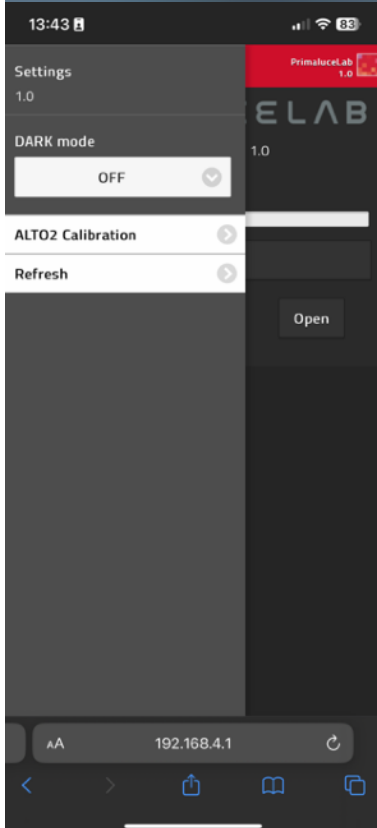 13:43
83
Settings
1.0
DARK mode
OFF
ALTO2 Calibration
Refresh
PrimaluceLab
1.0
ELAB
1.0
Open
AA
192.168.4.1